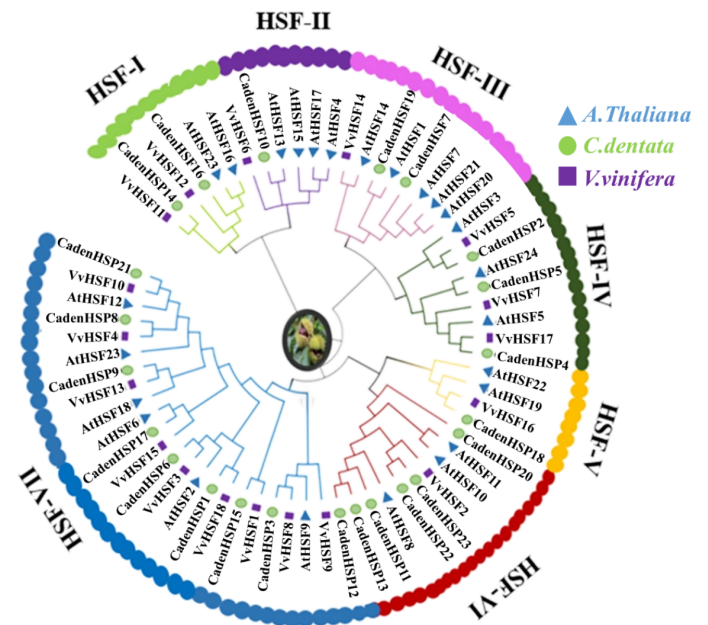 HSF-I
HSF-II
HSF-III
HSF-IV
HSF-V
HSF-VI
HSF-VII
A.Thaliana
C.dentata
V.vinifera
VvHSF11
CadenHSP14
VvHSF12
CadenHSF16
AtHSF23
AtHSF16
VvHSF6
CadenHSF10
AtHSF13
AtHSF15
AtHSF17
AtHSF4
VvHSF14
AtHSF14
CadenHSF19
AtHSF1
CadenHSF7
AtHSF7
AtHSF21
AtHSF20
AtHSF3
VvHSF5
CadenHSP2
AtHSF24
CadenHSP5
VvHSF7
AtHSF5
VvHSF17
CadenHSP4
AtHSF22
AtHSF19
VvHSF16
CadenHSP18
CadenHSP20
AtHSF11
AtHSF10
VvHSF2
CadenHSP23
CadenHSP22
AtHSF8
CadenHSP11
CadenHSP13
CadenHSP12
VvHSF9
AtHSF9
VvHSF8
CadenHSP3
VvHSF1
CadenHSP15
VvHSF18
CadenHSP1
AtHSF2
VvHSF3
CadenHSP6
VvHSF15
CadenHSP17
AtHSF6
AtHSF18
VvHSF13
CadenHSP9
AtHSF23
VvHSF4
CadenHSP8
AtHSF12
VvHSF10
CadenHSP21